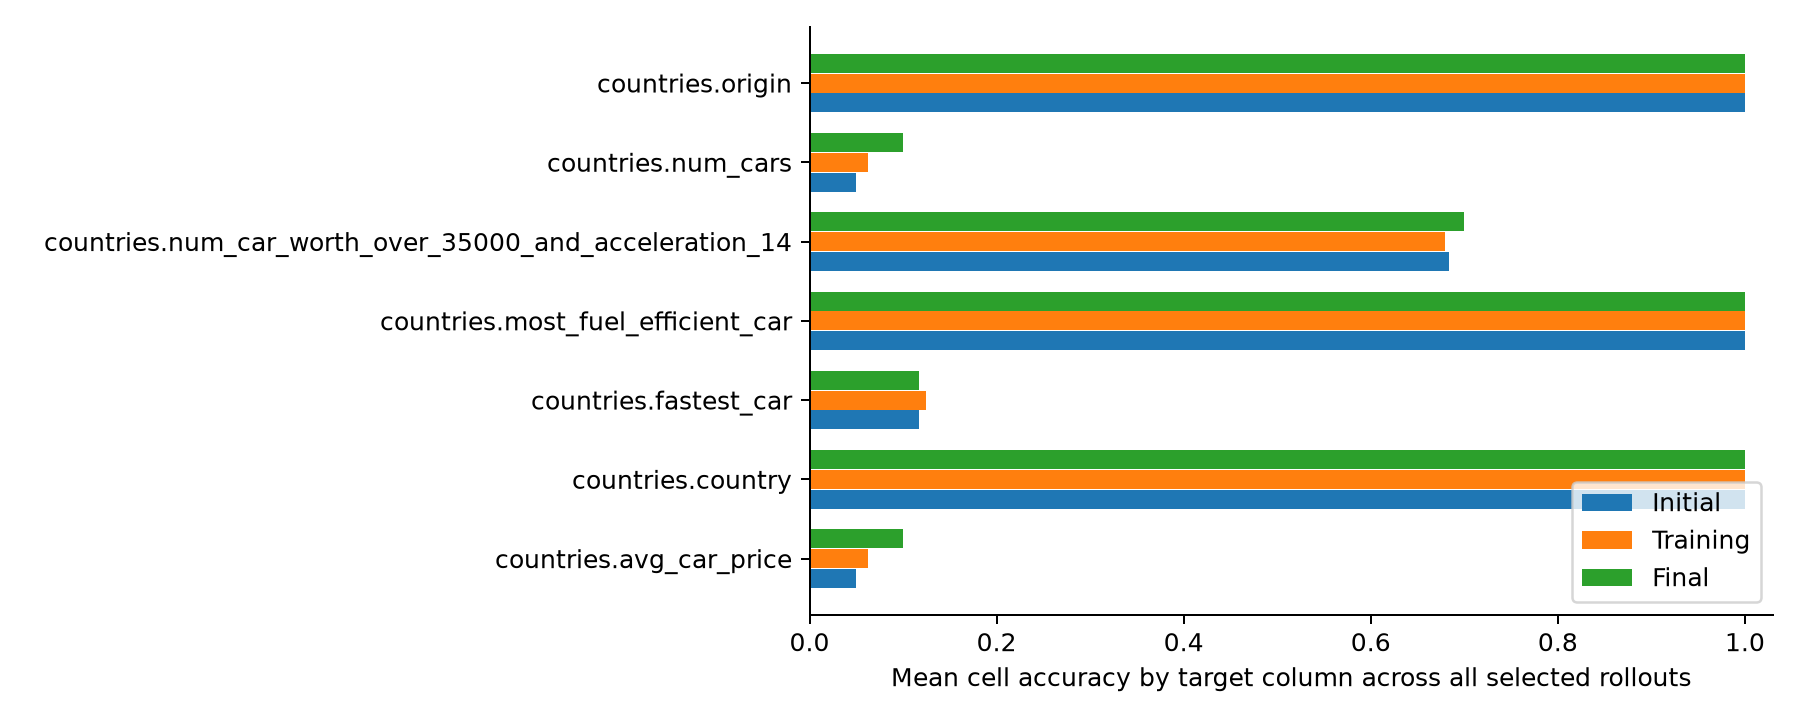 countries.origin
countries.num_cars
countries.num_car_worth_over_35000_and_acceleration_14
countries.most_fuel_efficient_car
countries.fastest_car
countries.country
countries.avg_car_price
Initial
Training
Final
0.0 0.2 0.4 0.6 0.8 1.0
Mean cell accuracy by target column across all selected rollouts